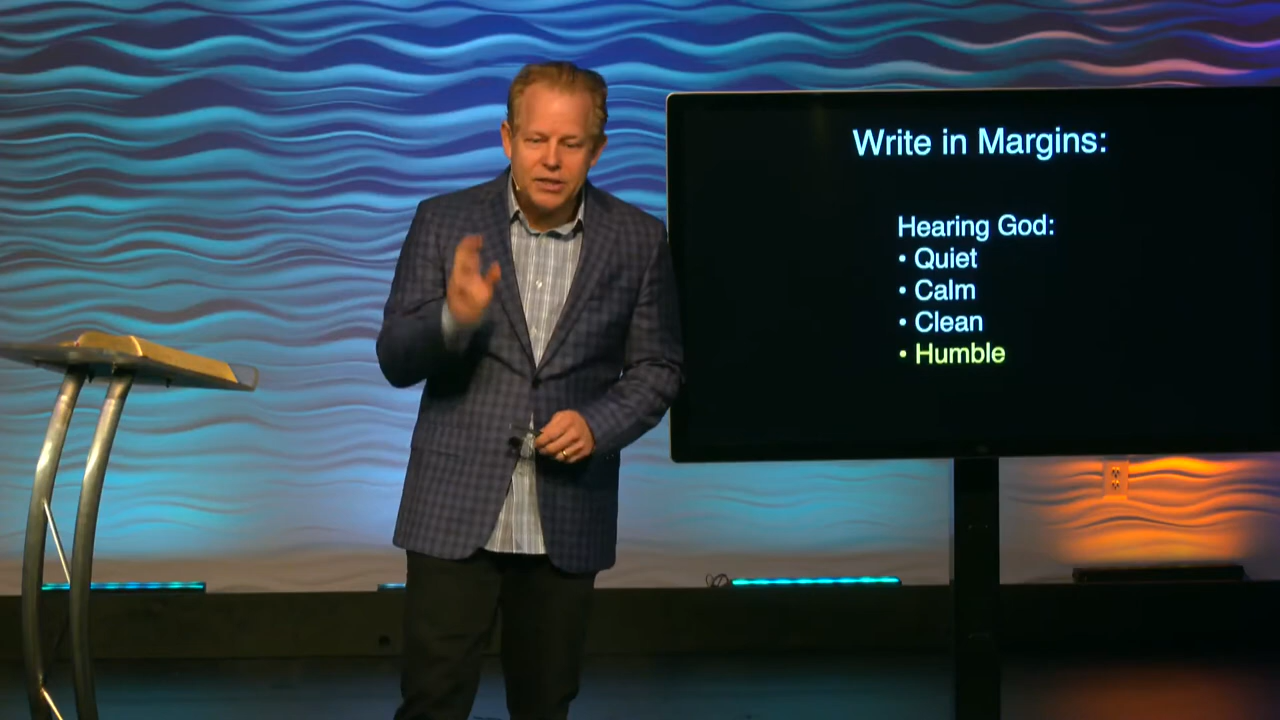 Write in Margins:
Hearing God:
• Quiet
• Calm
• Clean
• Humble